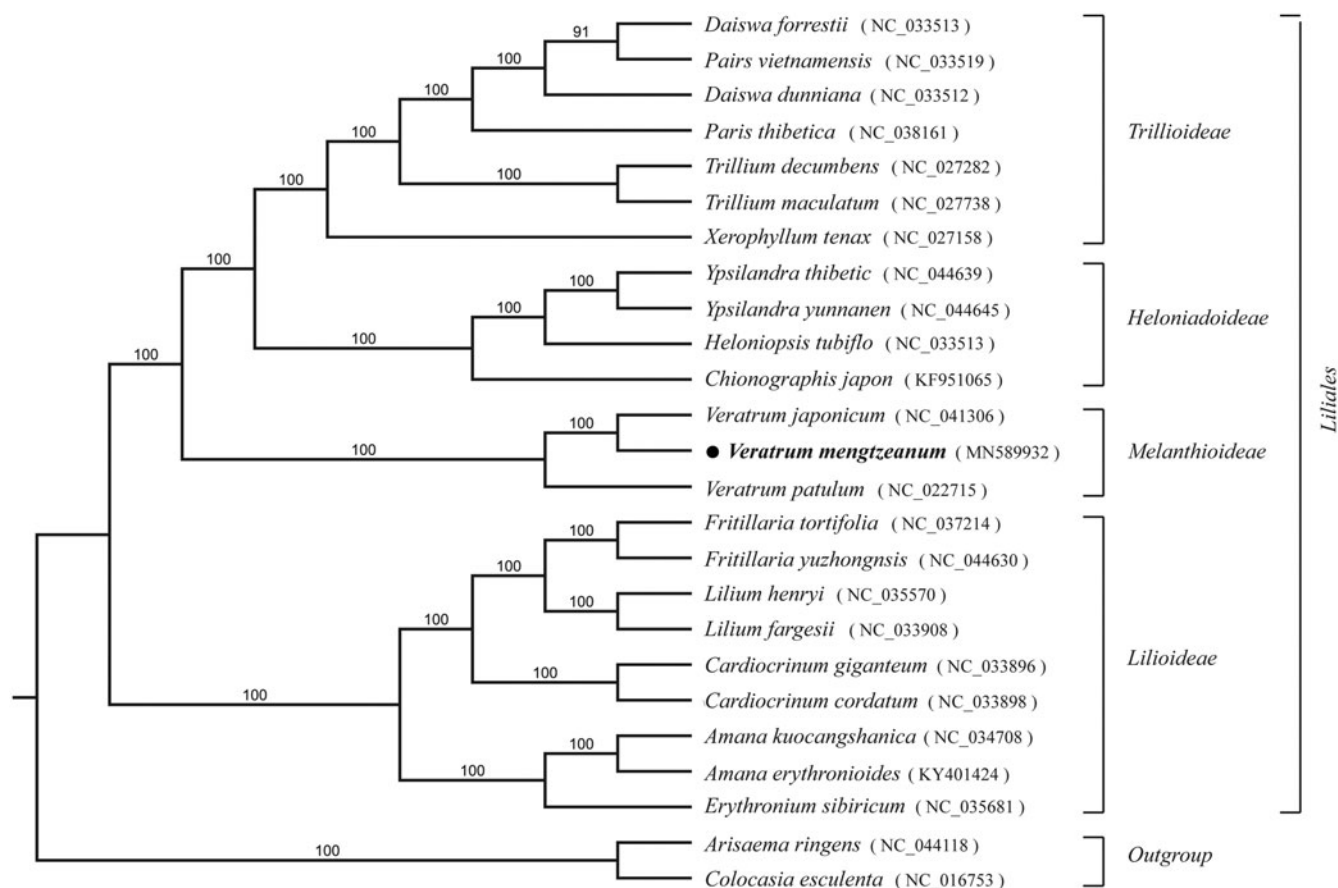 91
Daiswa forrestii ( NC_033513 )
100
Pairs vietnamensis ( NC_033519 )
100
Daiswa dunniana ( NC_033512 )
100
Paris thibetica ( NC_038161 )
Trillioideae
100
100
Trillium decumbens ( NC_027282 )
100
Trillium maculatum ( NC_027738 )
Xerophyllum tenax ( NC_027158 )
100
100
Ypsilandra thibetic ( NC_044639 )
100
Ypsilandra yunnanen ( NC_044645 )
Heloniadoideae
100
Heloniopsis tubiflo ( NC_033513 )
100
Chionographis japon ( KF951065 )
Liliales
100
Veratrum japonicum ( NC_041306 )
100
● Veratrum mengtzeanum ( MN589932 )
Melanthioideae
Veratrum patulum ( NC_022715 )
100
Fritillaria tortifolia ( NC_037214 )
100
Fritillaria yuzhongnsis ( NC_044630 )
100
Lilium henryi ( NC_035570 )
100
Lilium fargesii ( NC_033908 )
Lilioideae
100
Cardiocrinum giganteum ( NC_033896 )
100
Cardiocrinum cordatum ( NC_033898 )
100
Amana kuocangshanica ( NC_034708 )
100
Amana erythronioides ( KY401424 )
Erythronium sibiricum ( NC_035681 )
100
Arisaema ringens ( NC_044118 )
Outgroup
Colocasia esculenta ( NC_016753 )